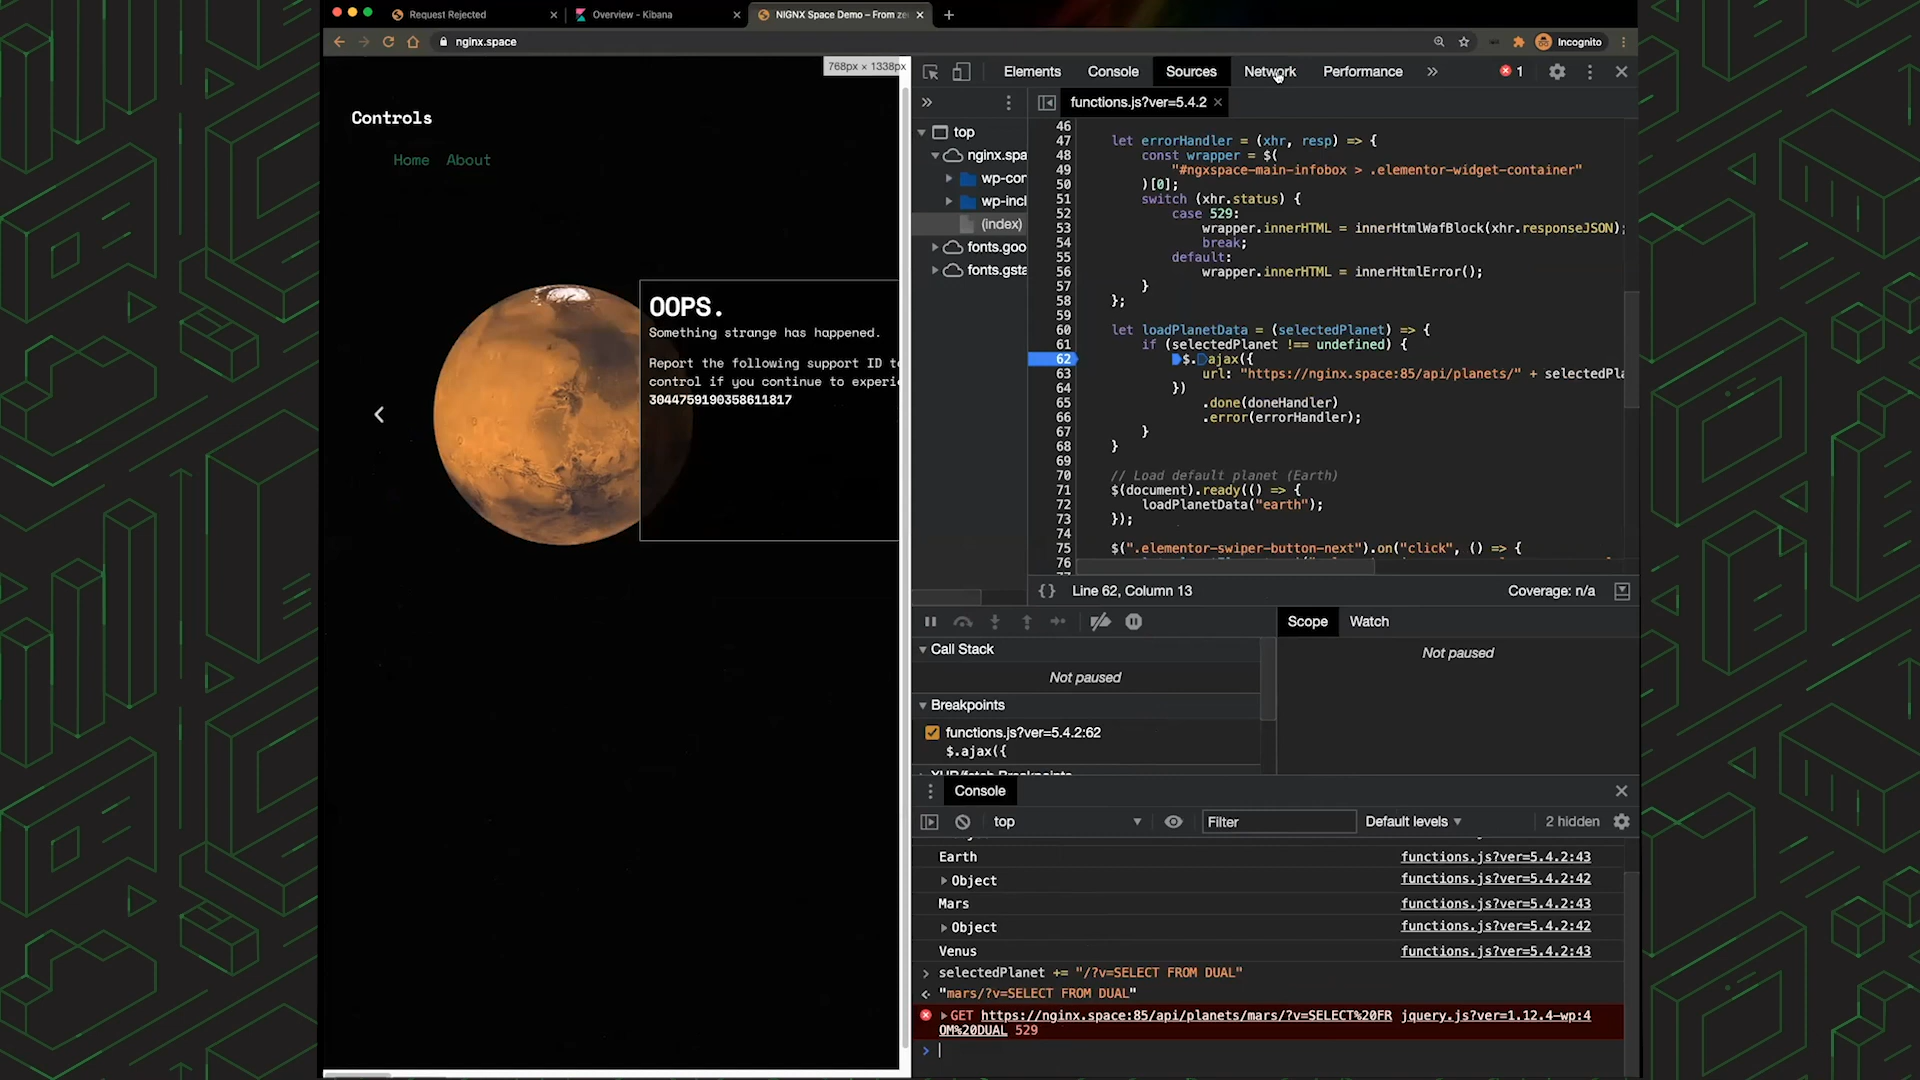 Request Rejected
Overview - Kibana
NIGNX Space Demo – From ze
nginx.space
Incognito
768px × 1338px
Controls
Home About
OOPS.
Something strange has happened.
Report the following support ID to
control if you continue to experie
3044759190358611817
Elements Console Sources Network Performance 1
functions.js?ver=5.4.2
top
nginx.spa
wp-con
wp-incl
(index)
fonts.goo
fonts.gsta
46
47 let errorHandler = (xhr, resp) => {
48 const wrapper = $(
49 "#ngxspace-main-infobox > .elementor-widget-container"
50 )[0];
51 switch (xhr.status) {
52 case 529:
53 wrapper.innerHTML = innerHtmlWafBlock(xhr.responseJSON);
54 break;
55 default:
56 wrapper.innerHTML = innerHtmlError();
57 }
58 };
59
60 let loadPlanetData = (selectedPlanet) => {
61 if (selectedPlanet !== undefined) {
62 $.ajax({
63 url: "https://nginx.space:85/api/planets/" + selectedPla
64 })
65 .done(doneHandler)
66 .error(errorHandler);
67 }
68 }
69
70 // Load default planet (Earth)
71 $(document).ready(() => {
72 loadPlanetData("earth");
73 });
74
75 $(".elementor-swiper-button-next").on("click", () => {
76
{} Line 62, Column 13 Coverage: n/a
Scope Watch
Call Stack
Not paused
Not paused
Breakpoints
functions.js?ver=5.4.2:62
$.ajax({
XHR/fetch Breakpoints
Console
top Filter Default levels 2 hidden
Earth functions.js?ver=5.4.2:43
Object functions.js?ver=5.4.2:42
Mars functions.js?ver=5.4.2:43
Object functions.js?ver=5.4.2:42
Venus functions.js?ver=5.4.2:43
selectedPlanet += "/?v=SELECT FROM DUAL"
"mars/?v=SELECT FROM DUAL"
GET https://nginx.space:85/api/planets/mars/?v=SELECT%20FR jquery.js?ver=1.12.4-wp:4
OM%20DUAL 529